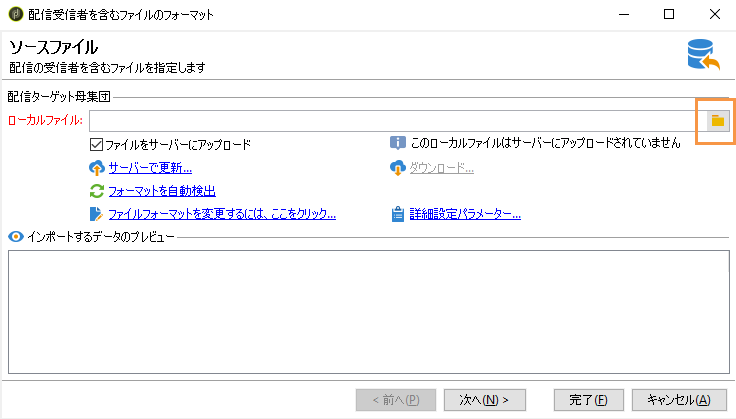 配信受信者を含むファイルのフォーマット
ソースファイル
配信の受信者を含むファイルを指定します
配信ターゲット母集団
ローカルファイル:
ファイルをサーバーにアップロード
このローカルファイルはサーバーにアップロードされていません
サーバーで更新...
ダウンロード...
フォーマットを自動検出
ファイルフォーマットを変更するには、ここをクリック...
詳細設定パラメーター...
インポートするデータのプレビュー
< 前へ(P)
次へ(N) >
完了(F)
キャンセル(A)